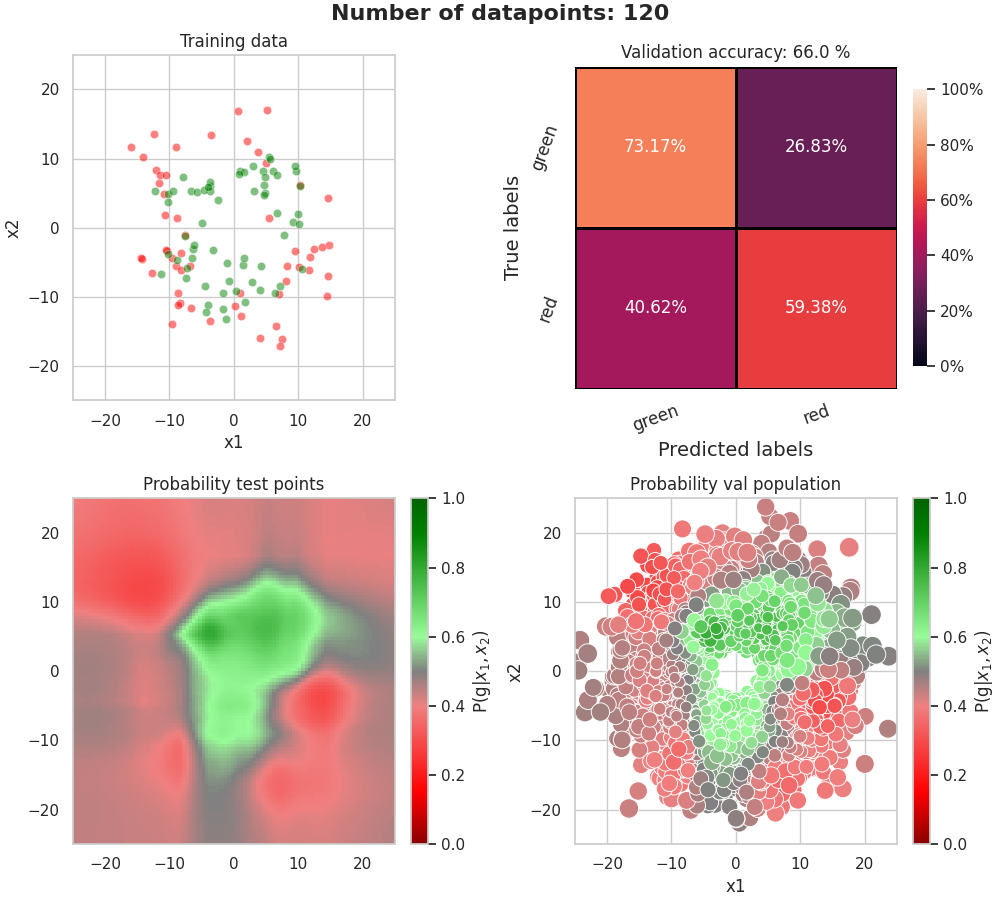 Number of datapoints: 120
Training data
20
10
0
−10
−20
x2
−20 −10 0 10 20
x1
Validation accuracy: 66.0 %
True labels
green
red
73.17% 26.83%
40.62% 59.38%
green red
Predicted labels
100%
80%
60%
40%
20%
0%
Probability test points
20
10
0
−10
−20
−20 −10 0 10 20
1.0
0.8
0.6
0.4
0.2
0.0
P(g|x₁, x₂)
Probability val population
x2
20
10
0
−10
−20
−20 −10 0 10 20
x1
1.0
0.8
0.6
0.4
0.2
0.0
P(g|x₁, x₂)